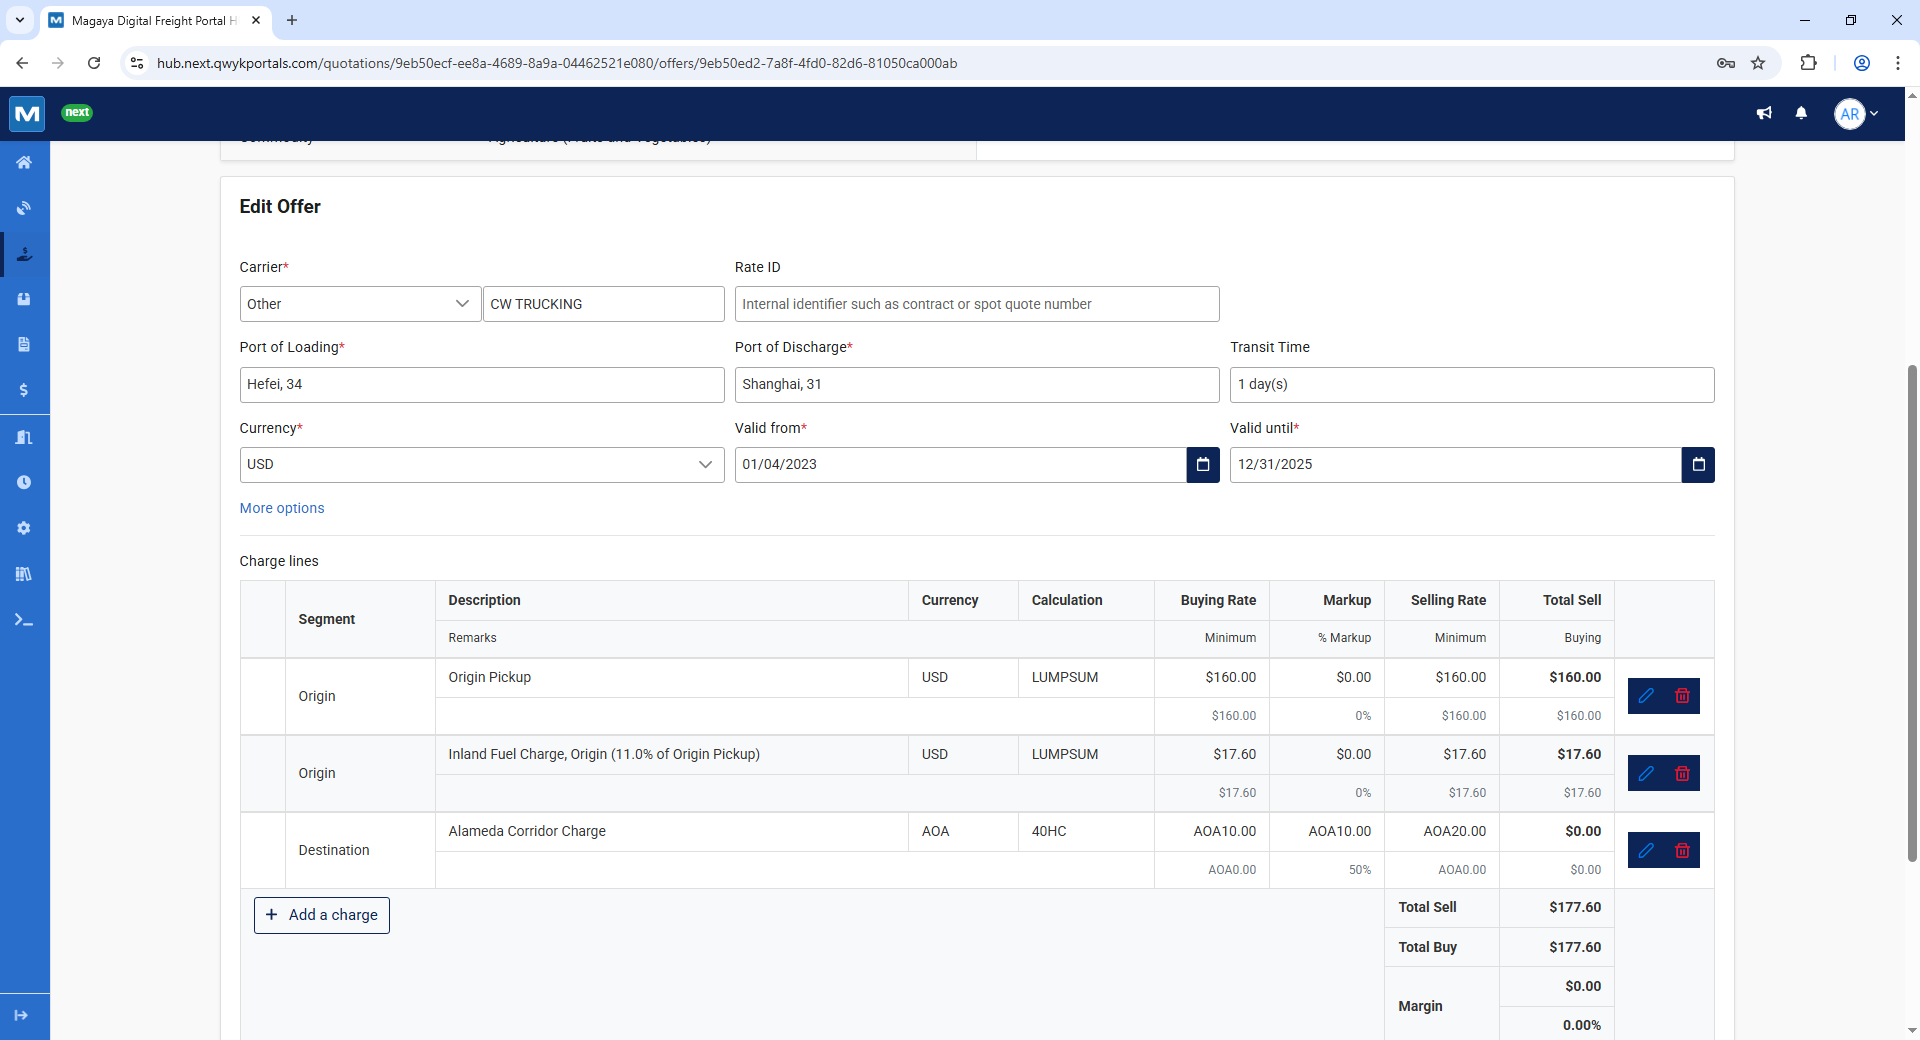 Magaya Digital Freight Portal H
hub.next.qwykportals.com/quotations/9eb50ecf-ee8a-4689-8a9a-04462521e080/offers/9eb50ed2-7a8f-4fd0-82d6-81050ca000ab
next
AR
Commodity Agriculture (Fruits and Vegetables)
Edit Offer
Carrier* Rate ID
Other CW TRUCKING Internal identifier such as contract or spot quote number
Port of Loading* Port of Discharge* Transit Time
Hefei, 34 Shanghai, 31 1 day(s)
Currency* Valid from* Valid until*
USD 01/04/2023 12/31/2025
More options
Charge lines
Segment Description Currency Calculation Buying Rate Markup Selling Rate Total Sell
Remarks Minimum % Markup Minimum Buying
Origin Origin Pickup USD LUMPSUM $160.00 $0.00 $160.00 $160.00
$160.00 0% $160.00 $160.00
Origin Inland Fuel Charge, Origin (11.0% of Origin Pickup) USD LUMPSUM $17.60 $0.00 $17.60 $17.60
$17.60 0% $17.60 $17.60
Destination Alameda Corridor Charge AOA 40HC AOA10.00 AOA10.00 AOA20.00 $0.00
AOA0.00 50% AOA0.00 $0.00
+ Add a charge
Total Sell $177.60
Total Buy $177.60
Margin $0.00
0.00%